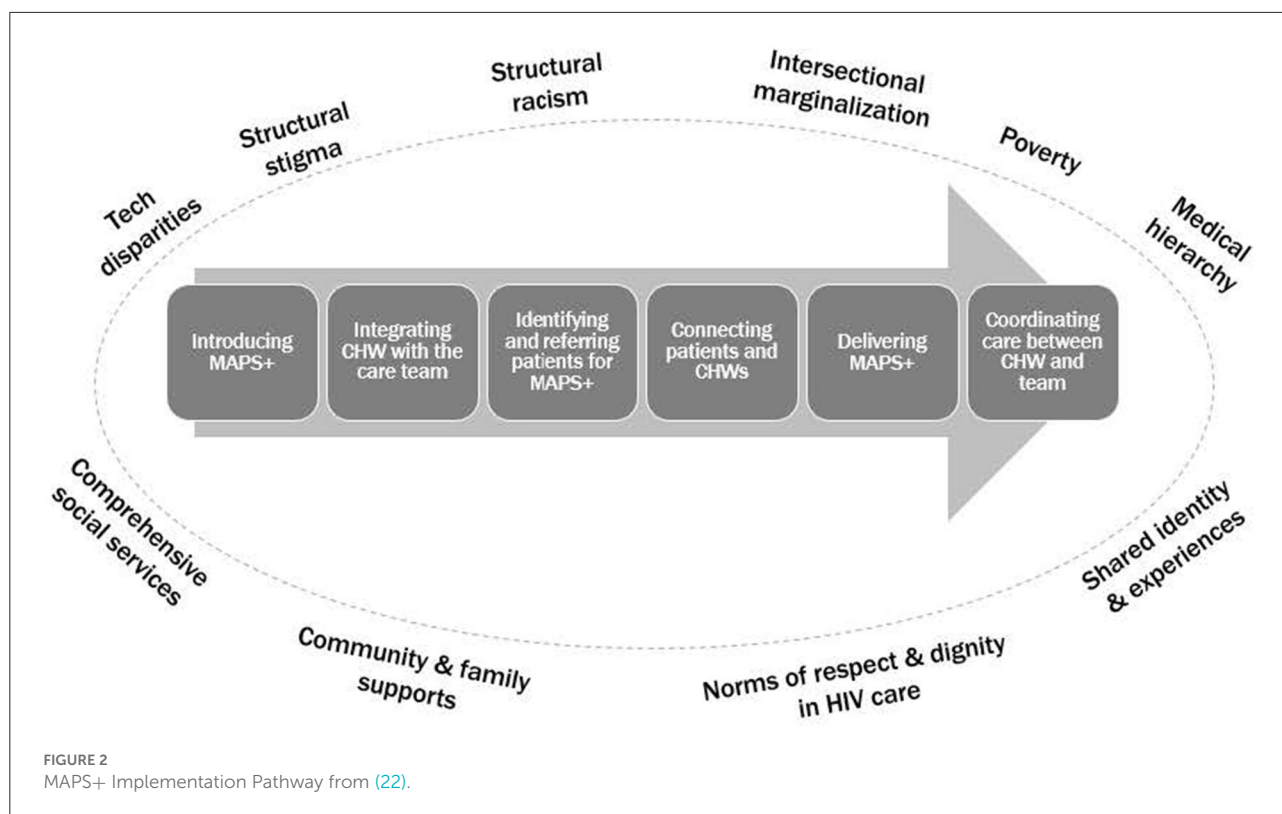 Structural
racism
Intersectional
marginalization
Structural
stigma
Poverty
Tech
disparities
Medical
hierarchy
Introducing
MAPS+
Integrating
CHW with the
care team
Identifying
and referring
patients for
MAPS+
Connecting
patients and
CHWs
Delivering
MAPS+
Coordinating
care between
CHW and
team
Comprehensive
social services
Shared identity
& experiences
Community & family
supports
Norms of respect & dignity
in HIV care
FIGURE 2
MAPS+ Implementation Pathway from (22).